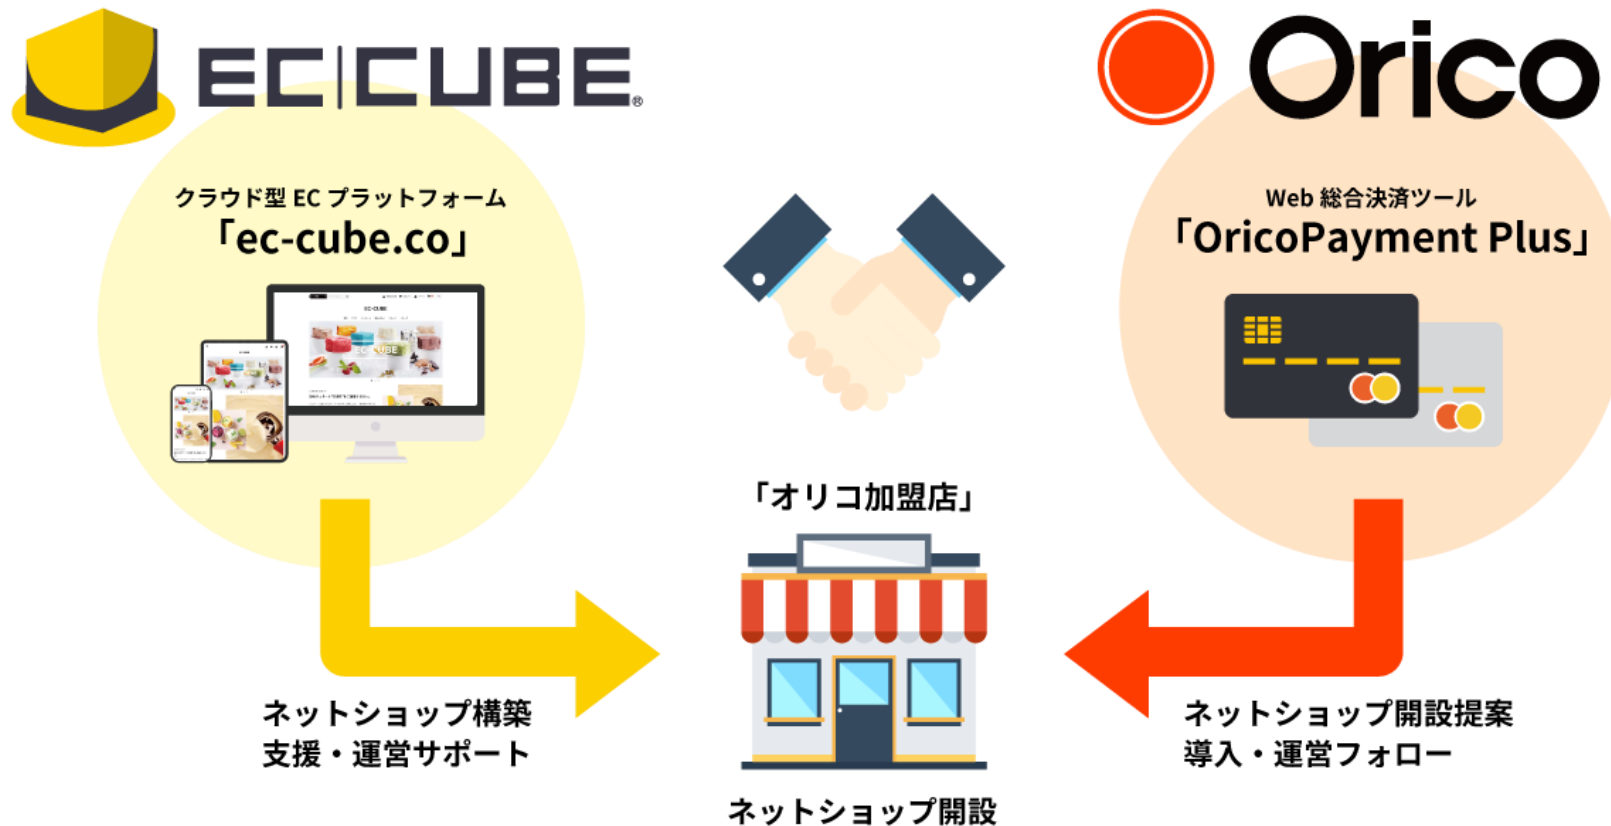 EC CUBE ®
Orico
クラウド型 EC プラットフォーム
「ec-cube.co」
Web 総合決済ツール
「OricoPayment Plus」
EC-CUBE
EC-CUBE
「オリコ加盟店」
ネットショップ構築
支援・運営サポート
ネットショップ開設提案
導入・運営フォロー
ネットショップ開設